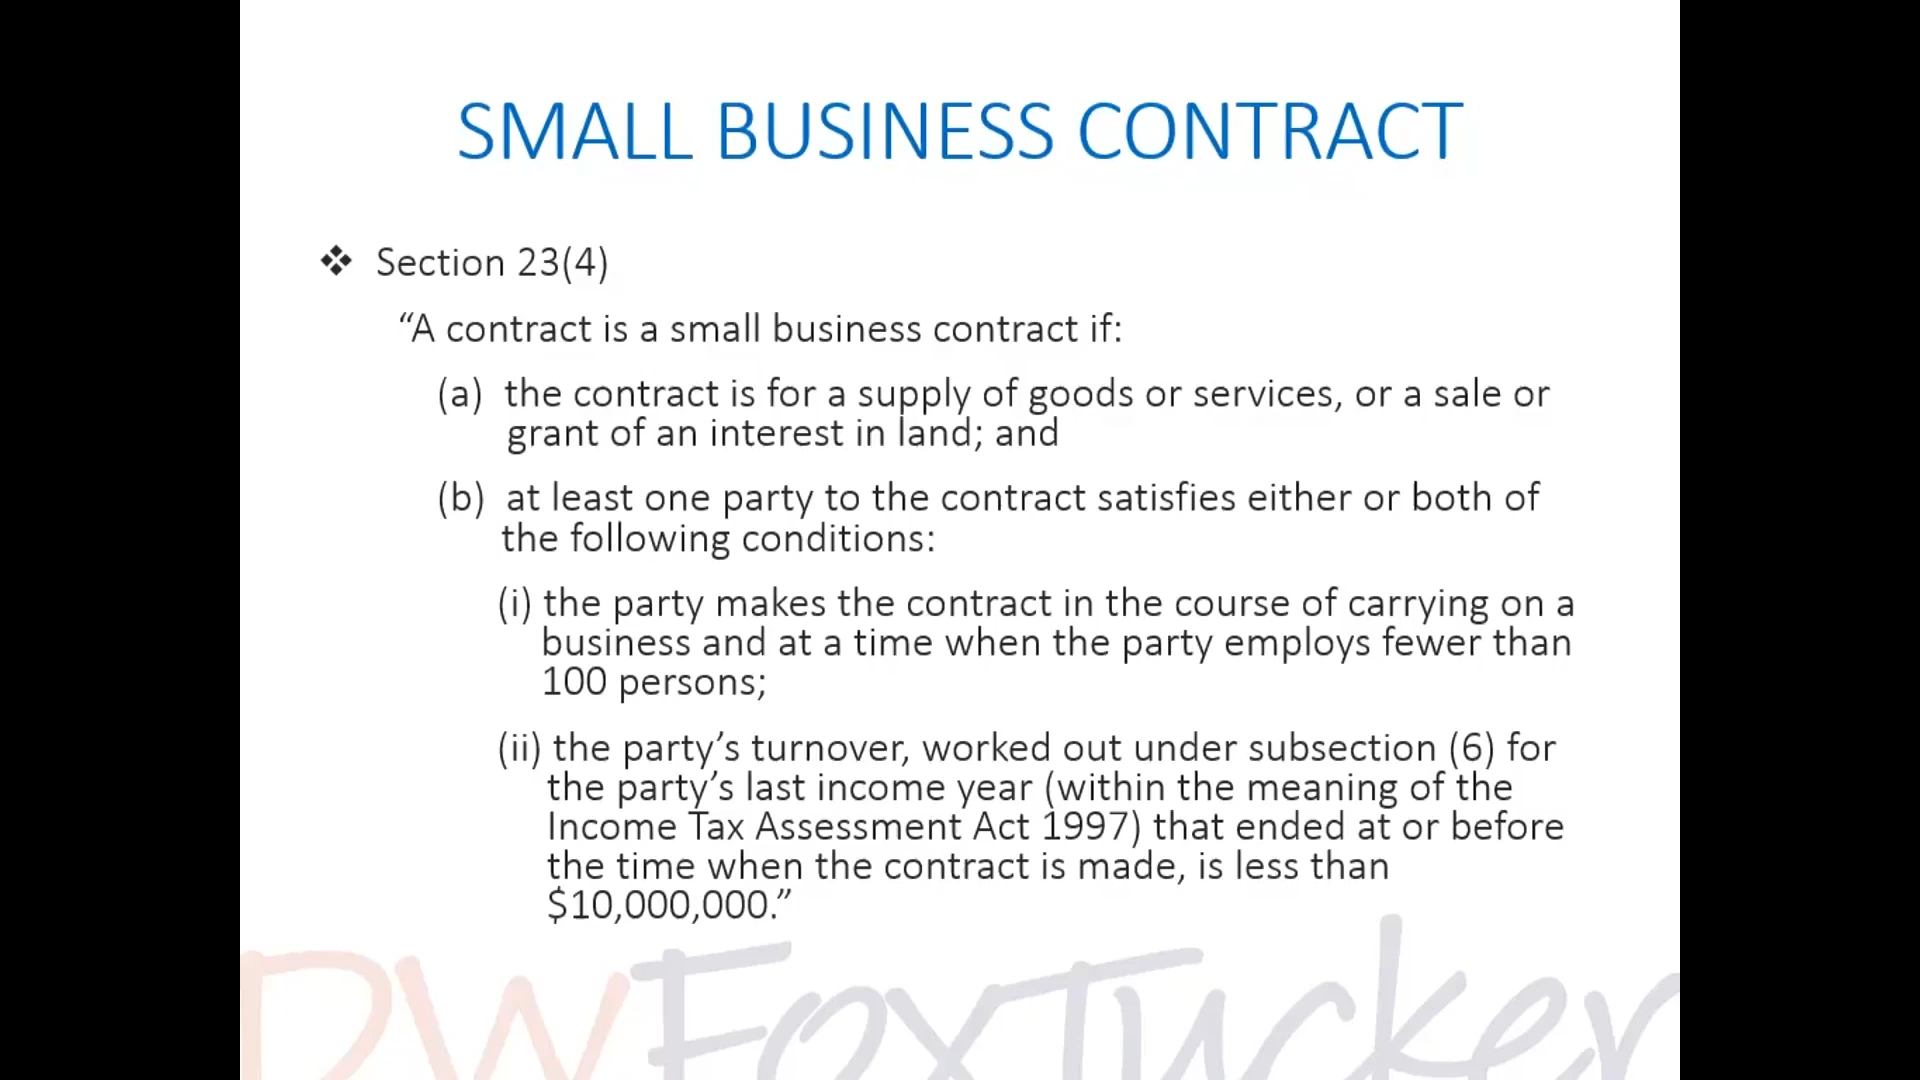 SMALL BUSINESS CONTRACT
❖ Section 23(4)
“A contract is a small business contract if:
(a) the contract is for a supply of goods or services, or a sale or
grant of an interest in land; and
(b) at least one party to the contract satisfies either or both of
the following conditions:
(i) the party makes the contract in the course of carrying on a
business and at a time when the party employs fewer than
100 persons;
(ii) the party’s turnover, worked out under subsection (6) for
the party’s last income year (within the meaning of the
Income Tax Assessment Act 1997) that ended at or before
the time when the contract is made, is less than
$10,000,000.”
DW Fox Tucker